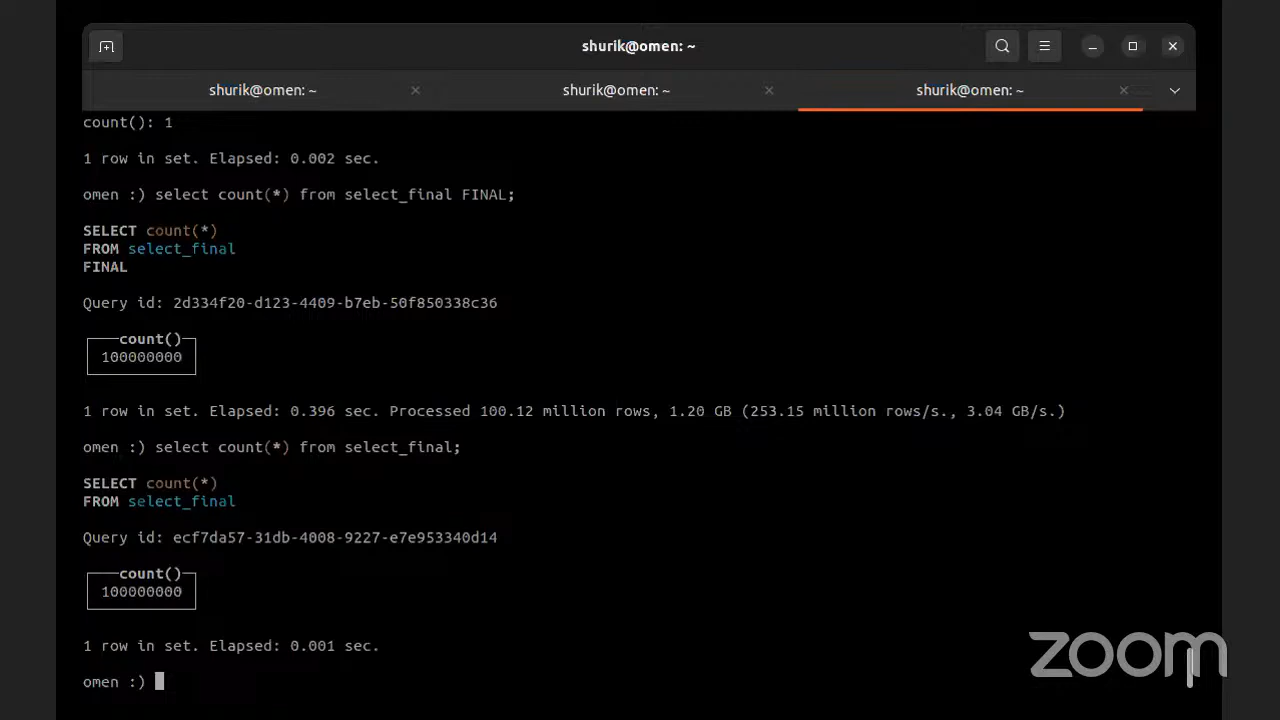 shurik@omen: ~
shurik@omen: ~
shurik@omen: ~
shurik@omen: ~
count(): 1
1 row in set. Elapsed: 0.002 sec.
omen :) select count(*) from select_final FINAL;
SELECT count(*)
FROM select_final
FINAL
Query id: 2d334f20-d123-4409-b7eb-50f850338c36
count()
100000000
1 row in set. Elapsed: 0.396 sec. Processed 100.12 million rows, 1.20 GB (253.15 million rows/s., 3.04 GB/s.)
omen :) select count(*) from select_final;
SELECT count(*)
FROM select_final
Query id: ecf7da57-31db-4008-9227-e7e953340d14
count()
100000000
1 row in set. Elapsed: 0.001 sec.
omen :)
zoom